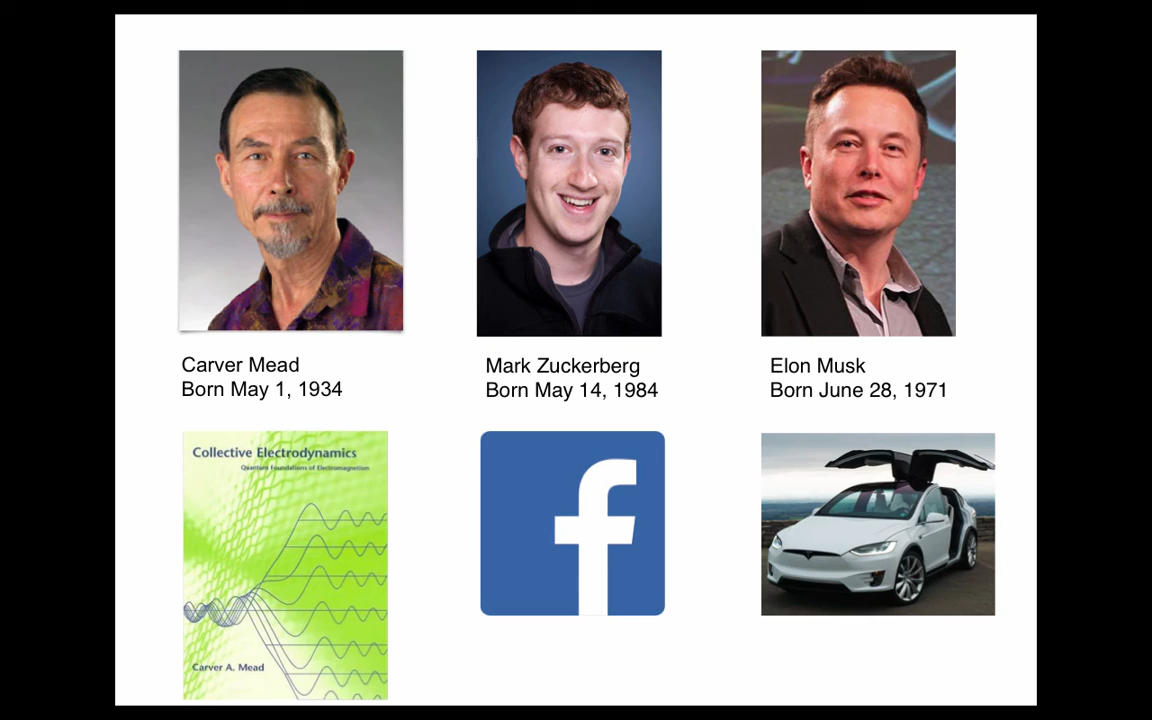 Carver Mead
Born May 1, 1934
Mark Zuckerberg
Born May 14, 1984
Elon Musk
Born June 28, 1971
Collective Electrodynamics
Quantum Foundations of Electromagnetism
Carver A. Mead
f